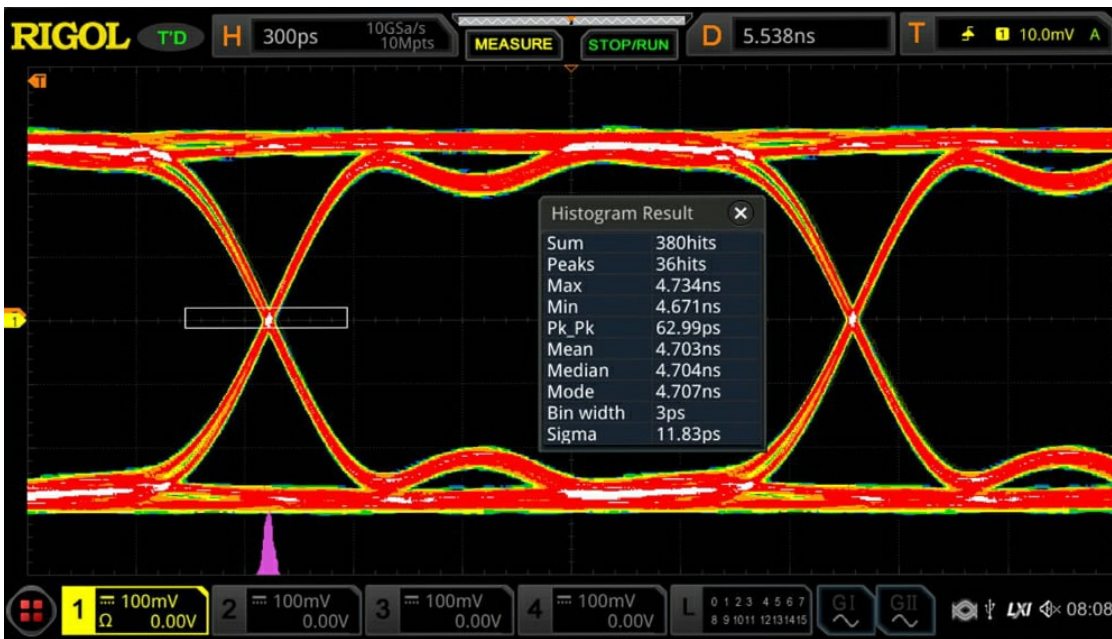 RIGOL T'D H 300ps 10GSa/s 10Mpts MEASURE STOP/RUN D 5.538ns T 1 10.0mV A
T
Histogram Result
Sum 380hits
Peaks 36hits
Max 4.734ns
Min 4.671ns
Pk_Pk 62.99ps
Mean 4.703ns
Median 4.704ns
Mode 4.707ns
Bin width 3ps
Sigma 11.83ps
1
1 100mV Ω 0.00V 2 100mV 0.00V 3 100mV 0.00V 4 100mV 0.00V L 0 1 2 3 4 5 6 7 8 9 10 11 12 13 14 15 GI GII LXI 08:08